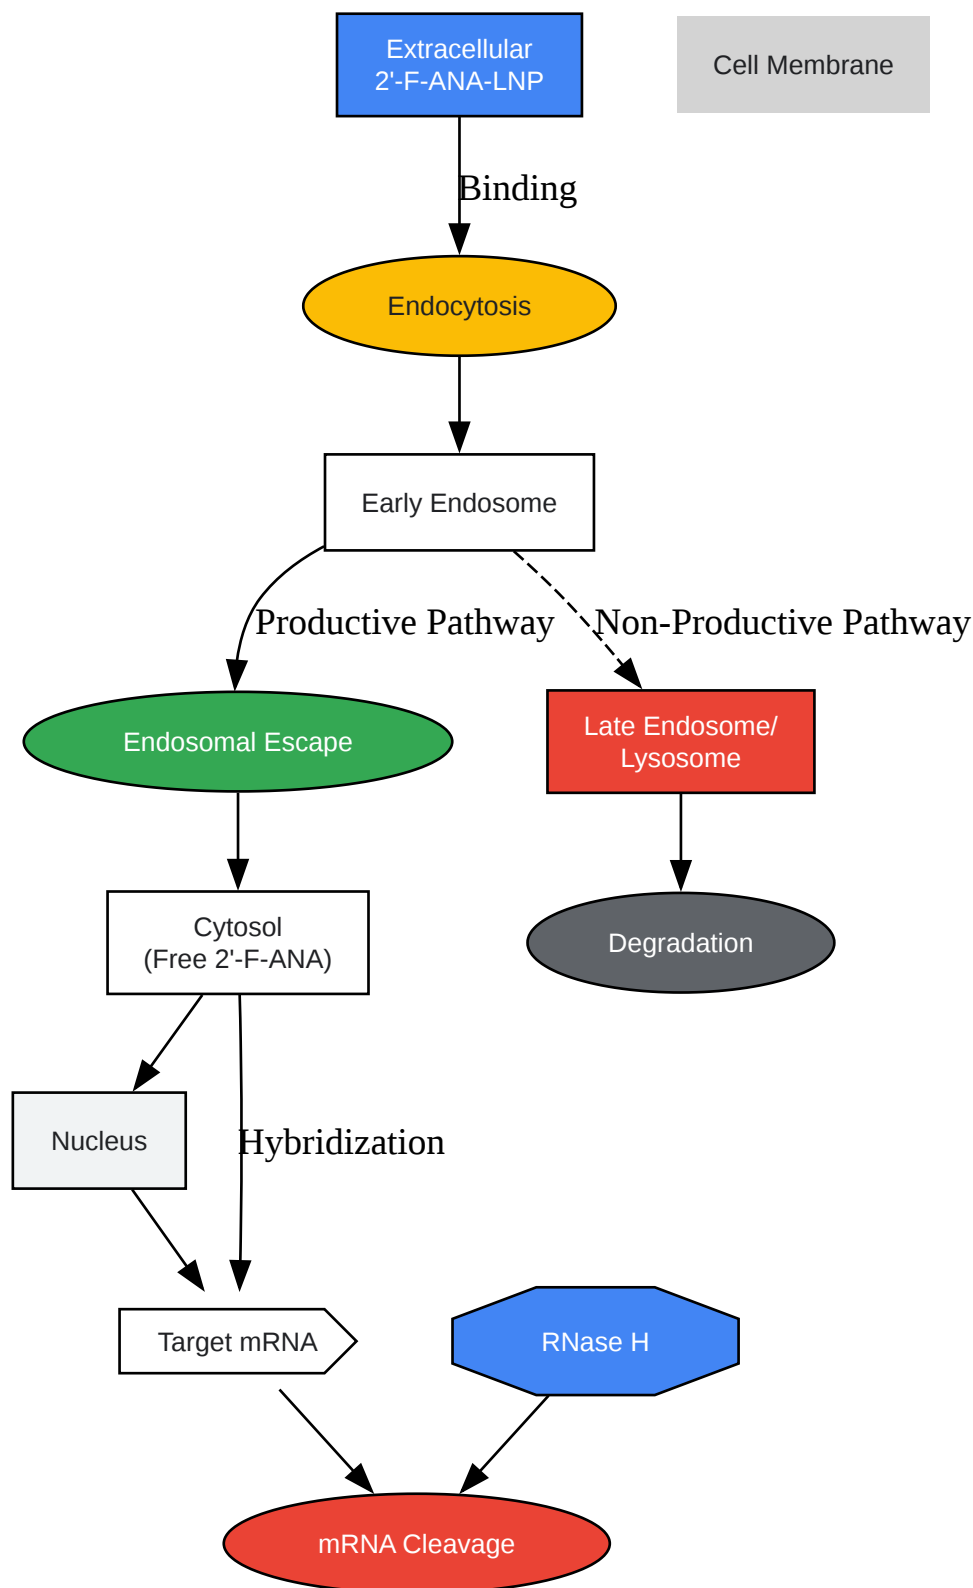 Extracellular
2'-F-ANA-LNP
Cell Membrane
Binding
Endocytosis
Early Endosome
Productive Pathway
Non-Productive Pathway
Endosomal Escape
Late Endosome/
Lysosome
Cytosol
(Free 2'-F-ANA)
Degradation
Nucleus
Hybridization
Target mRNA
RNase H
mRNA Cleavage